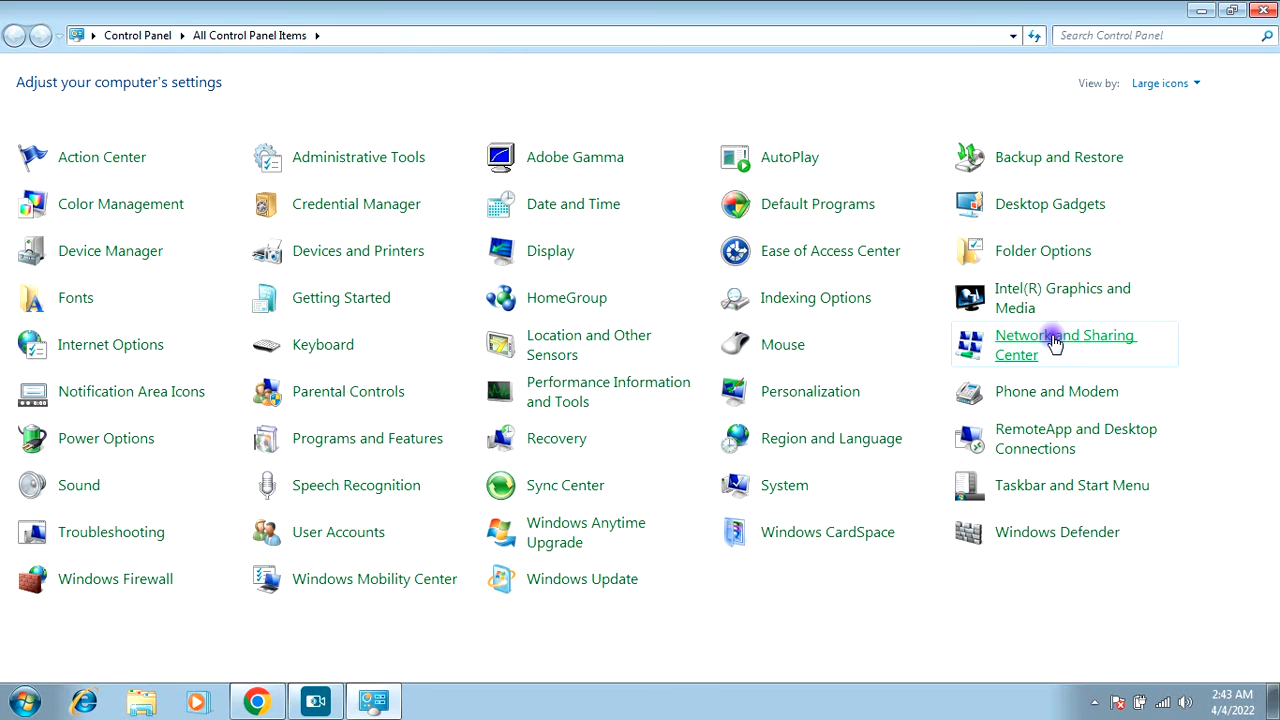 Control Panel All Control Panel Items Search Control Panel
Adjust your computer's settings View by: Large icons
Action Center Administrative Tools Adobe Gamma AutoPlay Backup and Restore
Color Management Credential Manager Date and Time Default Programs Desktop Gadgets
Device Manager Devices and Printers Display Ease of Access Center Folder Options
Fonts Getting Started HomeGroup Indexing Options Intel(R) Graphics and
Media
Internet Options Keyboard Location and Other
Sensors Mouse Network and Sharing
Center
Notification Area Icons Parental Controls Performance Information
and Tools Personalization Phone and Modem
Power Options Programs and Features Recovery Region and Language RemoteApp and Desktop
Connections
Sound Speech Recognition Sync Center System Taskbar and Start Menu
Troubleshooting User Accounts Windows Anytime
Upgrade Windows CardSpace Windows Defender
Windows Firewall Windows Mobility Center Windows Update
2:43 AM
4/4/2022